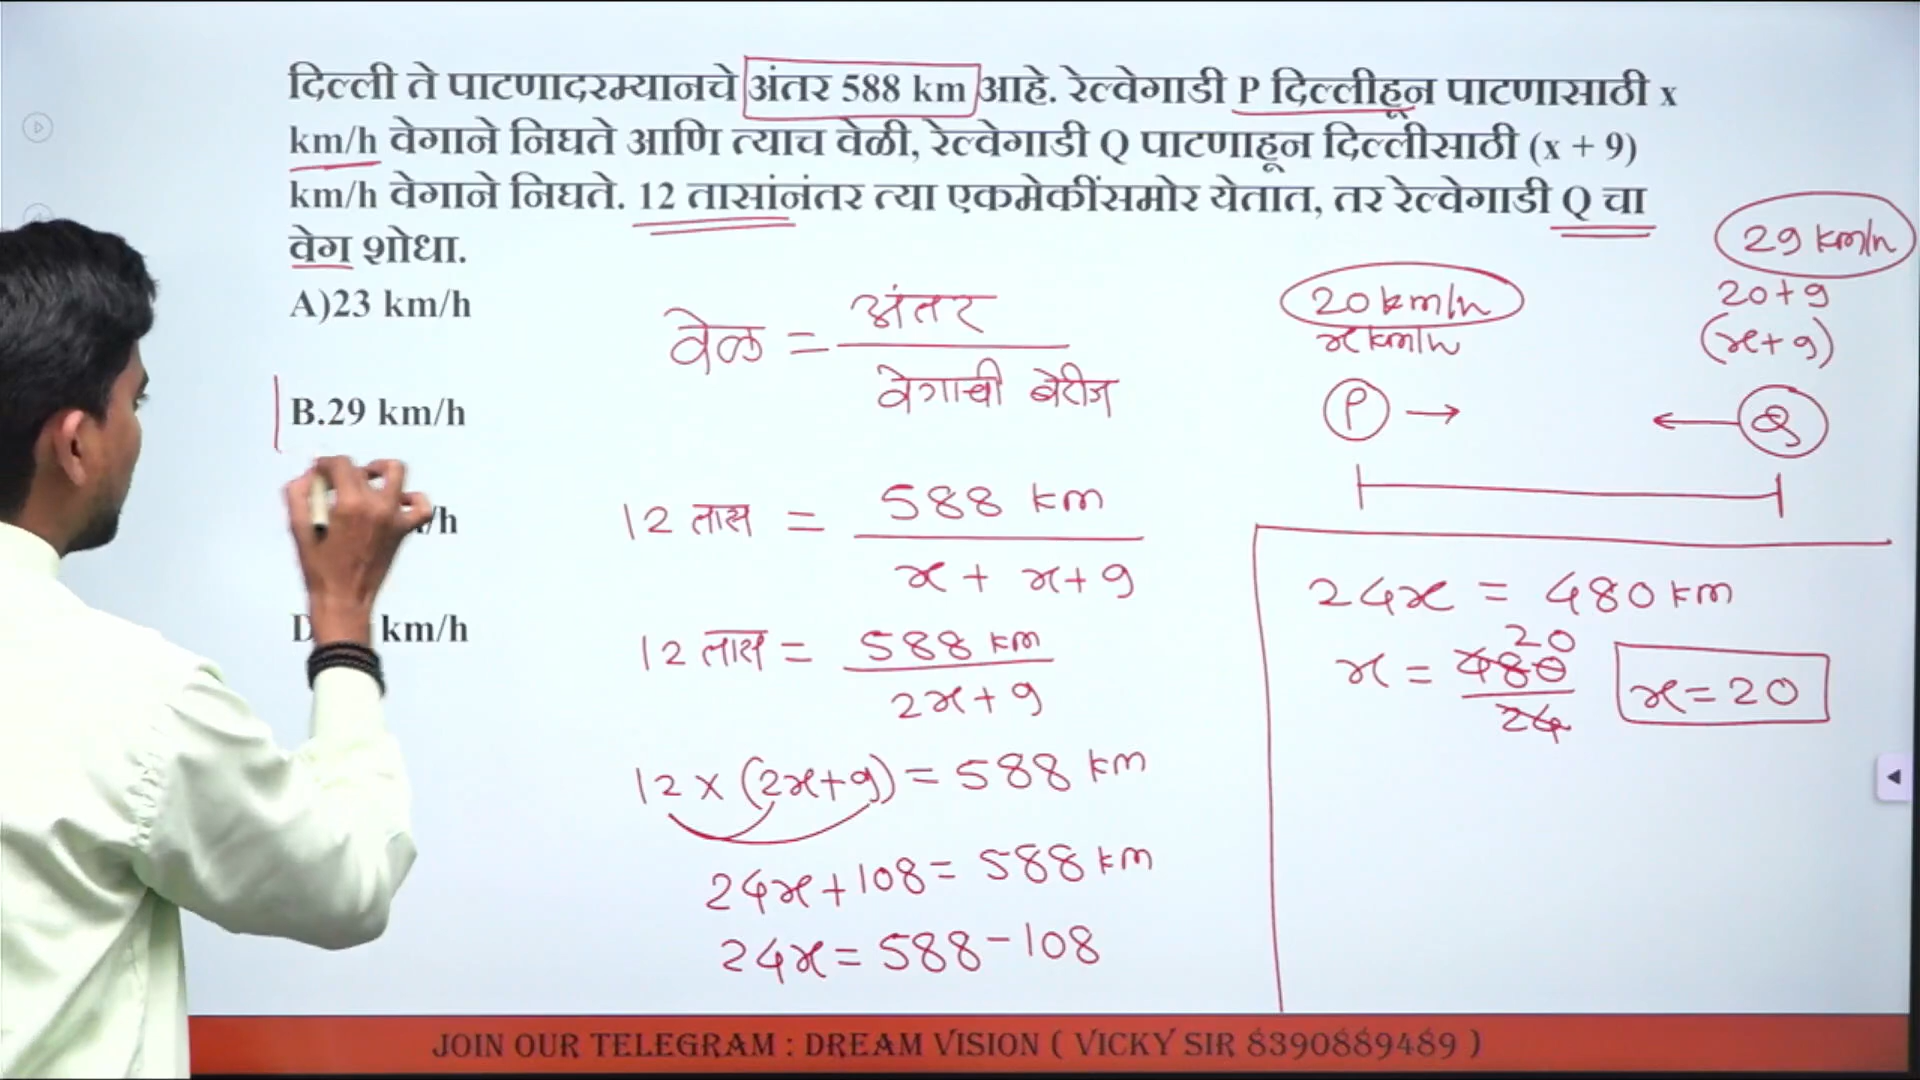 दिल्ली ते पाटणादरम्यानचे अंतर 588 km आहे. रेल्वेगाडी P दिल्लीहून पाटणासाठी x
km/h वेगाने निघते आणि त्याच वेळी, रेल्वेगाडी Q पाटणाहून दिल्लीसाठी (x + 9)
km/h वेगाने निघते. 12 तासांनंतर त्या एकमेकींसमोर येतात, तर रेल्वेगाडी Q चा
वेग शोधा.
A)23 km/h
B.29 km/h
/h
D km/h
वेळ = अंतर
वेगाची बेरीज
12 तास = 588 km
x + x+9
12 तास = 588 km
2x+9
12 x (2x+9) = 588 km
24x+108 = 588 km
24x = 588-108
29 km/h
20 km/h
20+9
x km/h
(x+9)
P →
← Q
24x = 480 km
20
x = 480
24
x=20
JOIN OUR TELEGRAM : DREAM VISION ( VICKY SIR 8390889489 )